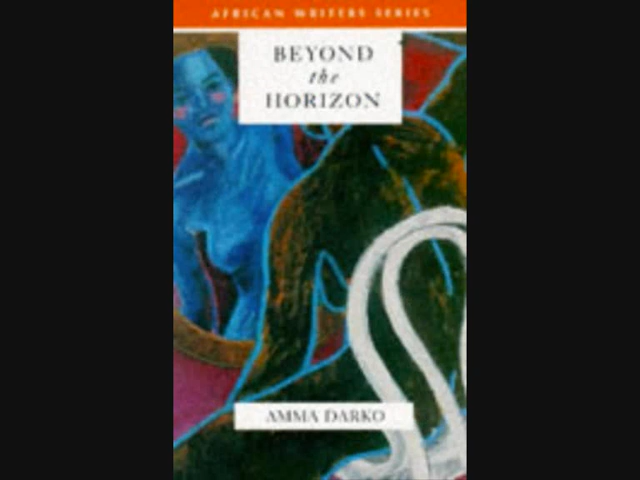 AFRICAN WRITERS SERIES
BEYOND
the
HORIZON
AMMA DARKO